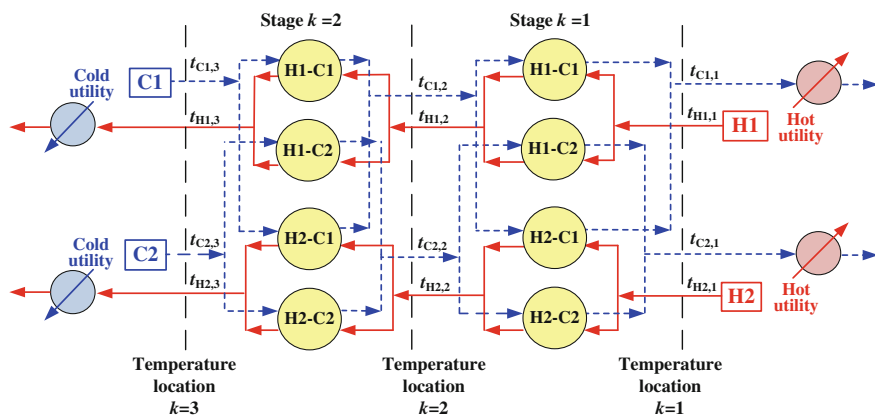 Stage k =2
Stage k =1
Cold utility
C1
tC1,3
H1-C1
tC1,2
H1-C1
tC1,1
tH1,3
tH1,2
tH1,1
H1
Hot utility
H1-C2
H1-C2
Cold utility
C2
tC2,3
H2-C1
tC2,2
H2-C1
tC2,1
tH2,3
tH2,2
tH2,1
H2
Hot utility
H2-C2
H2-C2
Temperature location k=3
Temperature location k=2
Temperature location k=1